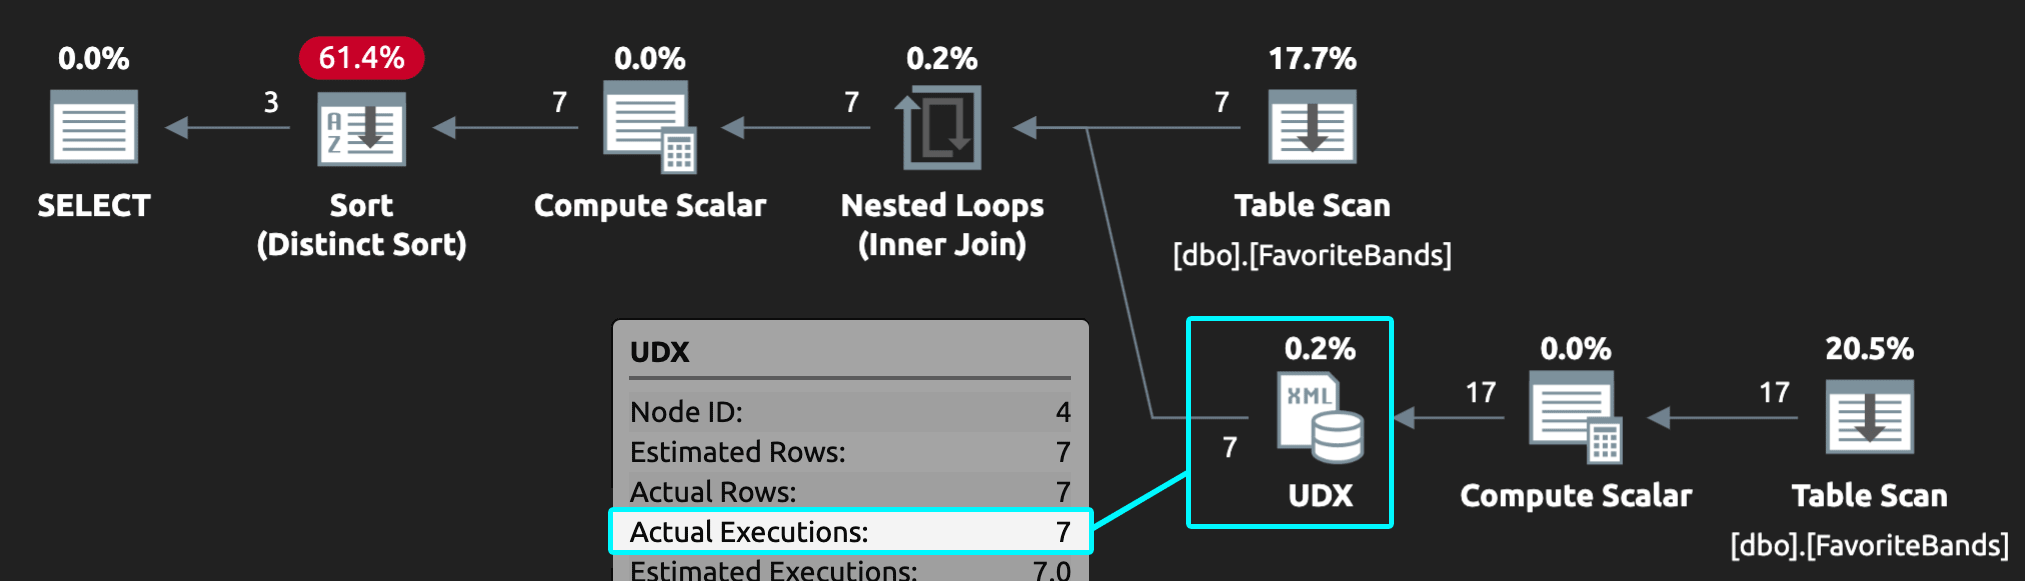 0.0%
61.4%
0.0%
0.2%
17.7%
3
7
7
7
A
Z
SELECT
Sort
(Distinct Sort)
Compute Scalar
Nested Loops
(Inner Join)
Table Scan
[dbo].[FavoriteBands]
UDX
Node ID: 4
Estimated Rows: 7
Actual Rows: 7
Actual Executions: 7
Estimated Executions: 7.0
0.2%
0.0%
20.5%
7
XML
17
17
UDX
Compute Scalar
Table Scan
[dbo].[FavoriteBands]